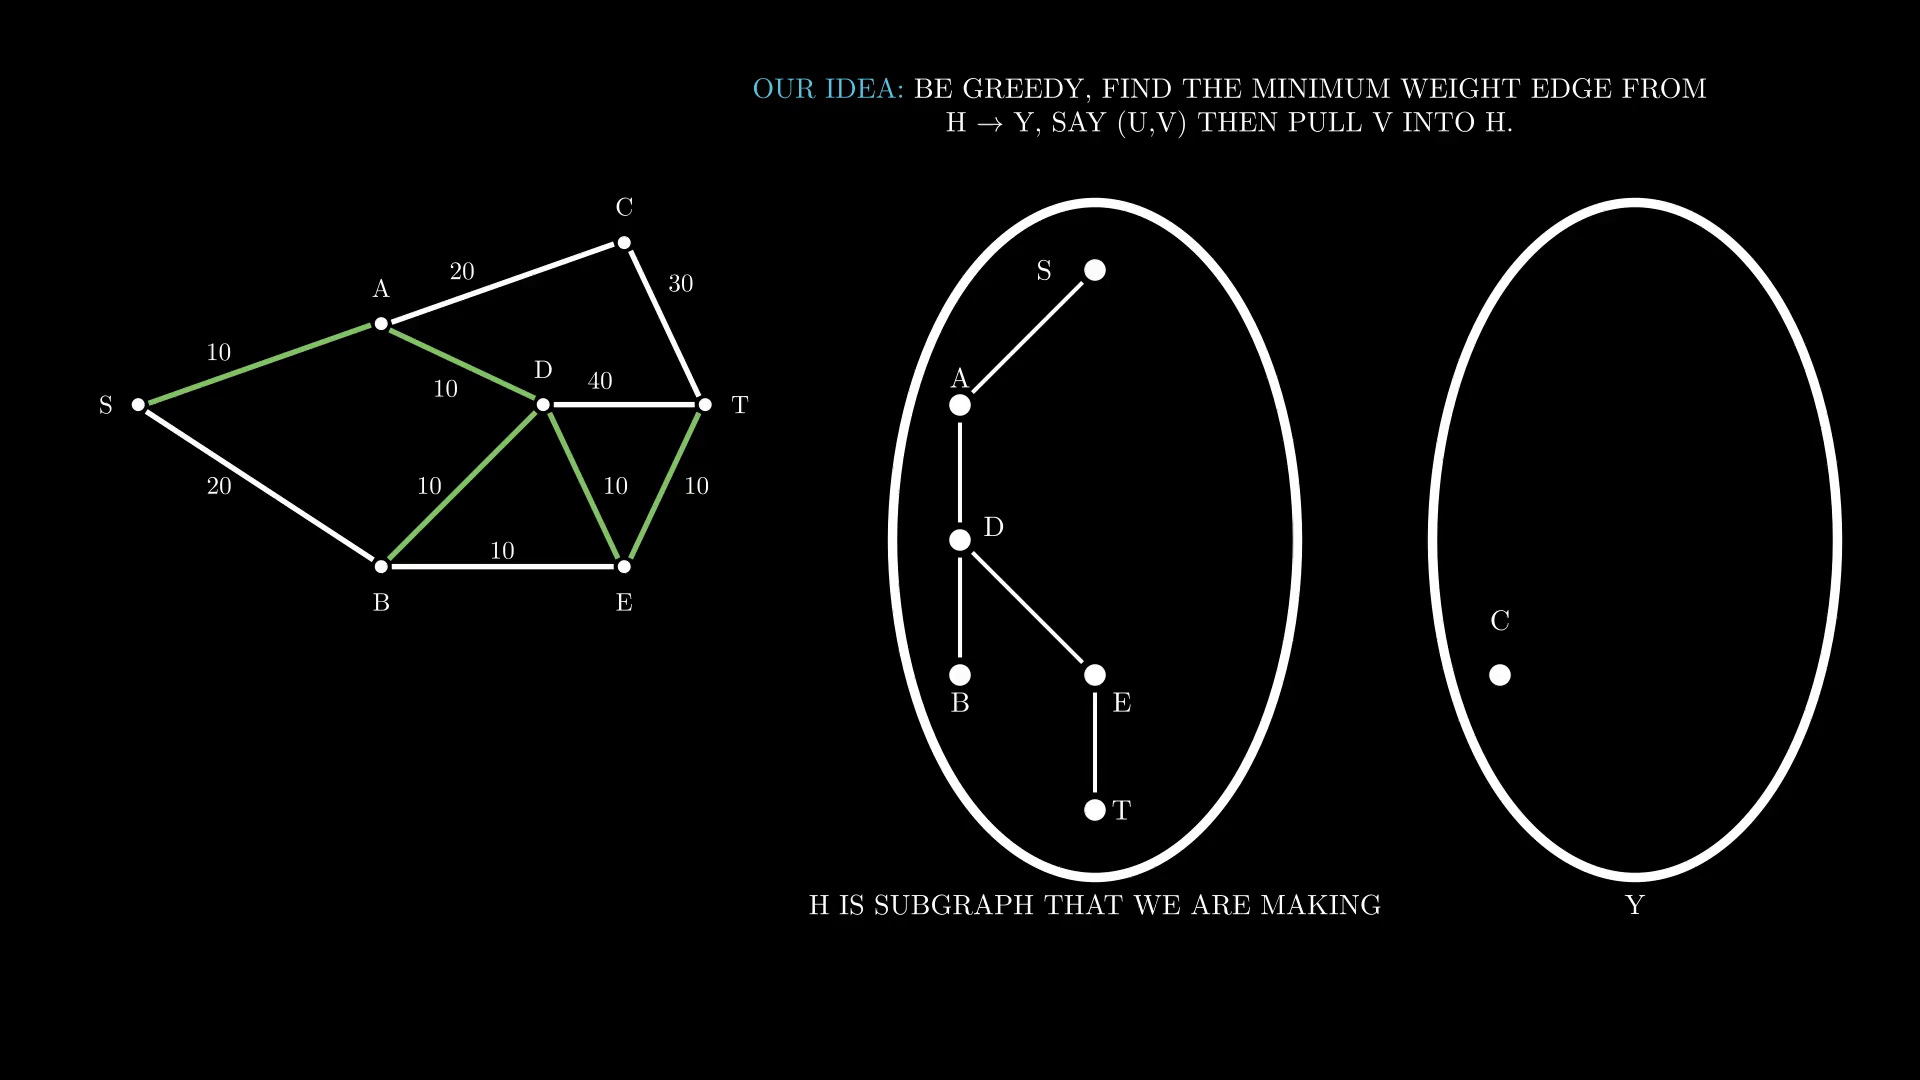 OUR IDEA: BE GREEDY, FIND THE MINIMUM WEIGHT EDGE FROM
H → Y, SAY (U,V) THEN PULL V INTO H.
C
20
30
A
10
D
10
40
S
T
20
10
10
10
10
B
E
S
A
D
B
E
T
C
H IS SUBGRAPH THAT WE ARE MAKING
Y